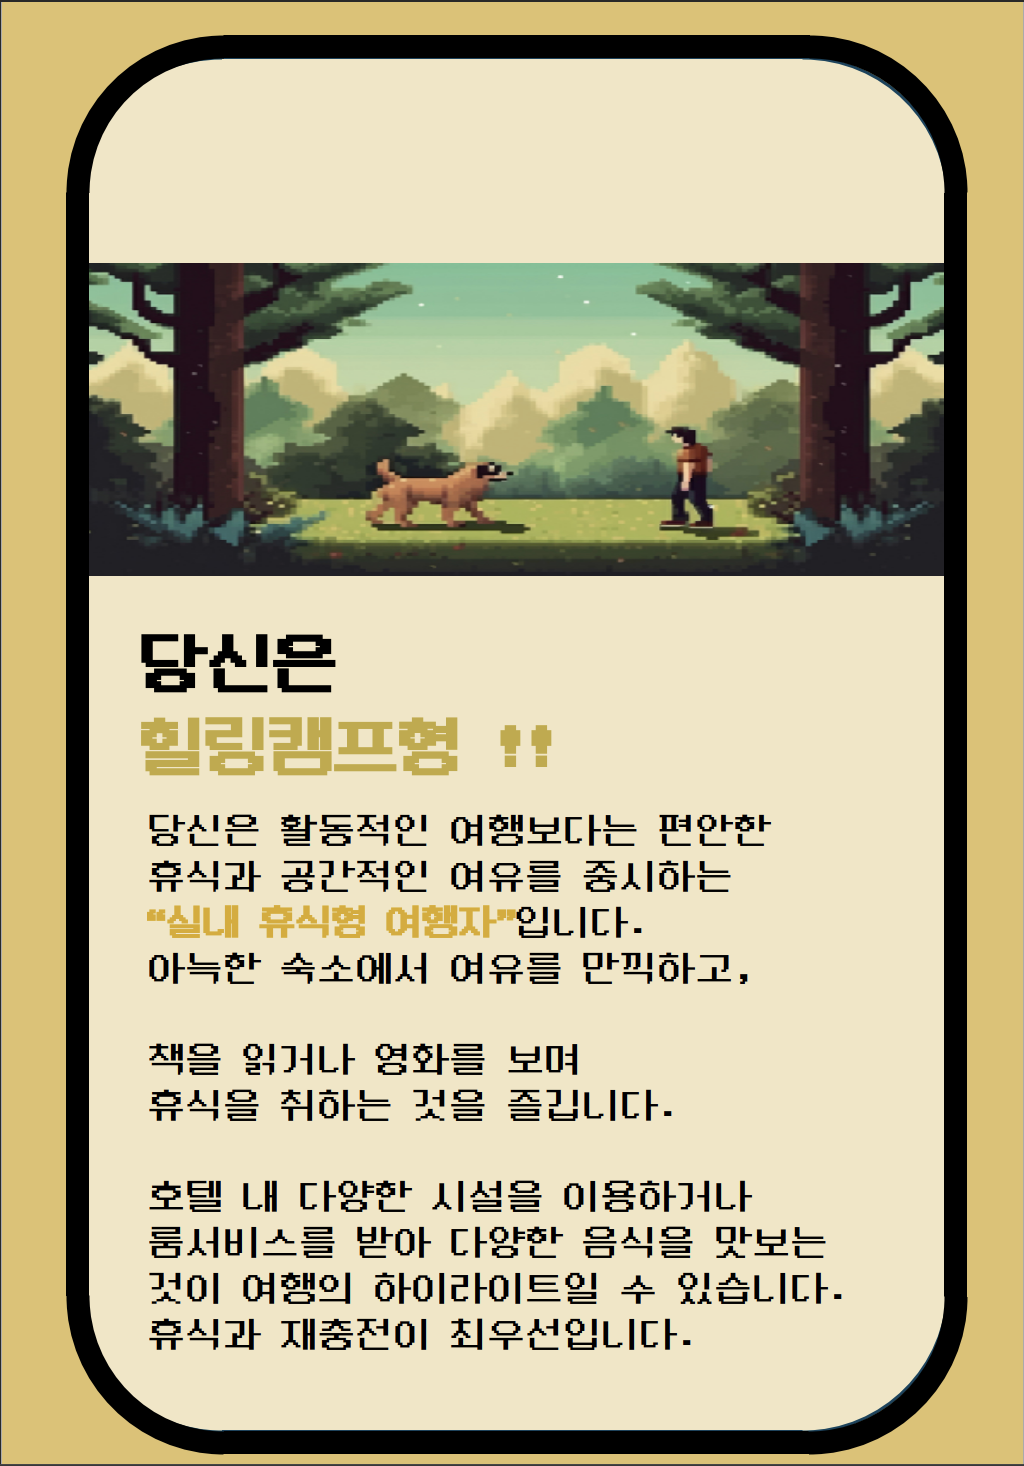 당신은
힐링캠프형 !!
당신은 활동적인 여행보다는 편안한
휴식과 공간적인 여유를 중시하는
“실내 휴식형 여행자”입니다.
아늑한 숙소에서 여유를 만끽하고,
책을 읽거나 영화를 보며
휴식을 취하는 것을 즐깁니다.
호텔 내 다양한 시설을 이용하거나
룸서비스를 받아 다양한 음식을 맛보는
것이 여행의 하이라이트일 수 있습니다.
휴식과 재충전이 최우선입니다.